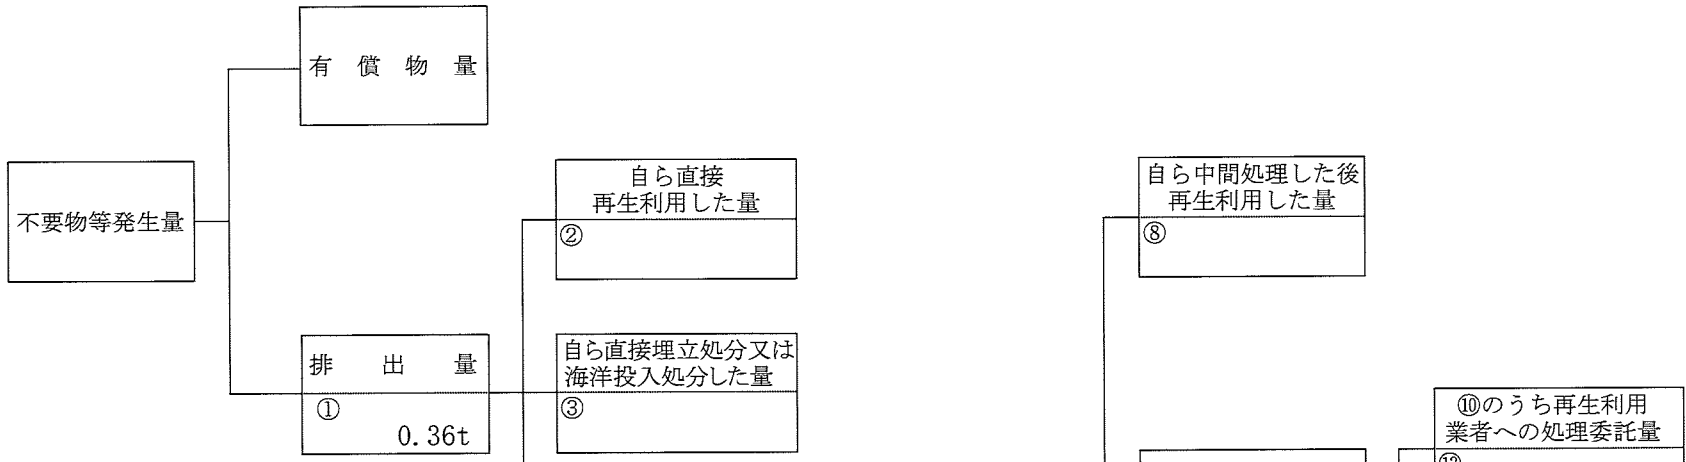 有償物量
不要物等発生量
自ら直接
再生利用した量
②
自ら中間処理した後
再生利用した量
⑧
排出量
①
0.36t
自ら直接埋立処分又は
海洋投入処分した量
③
⑩のうち再生利用
業者への処理委託量